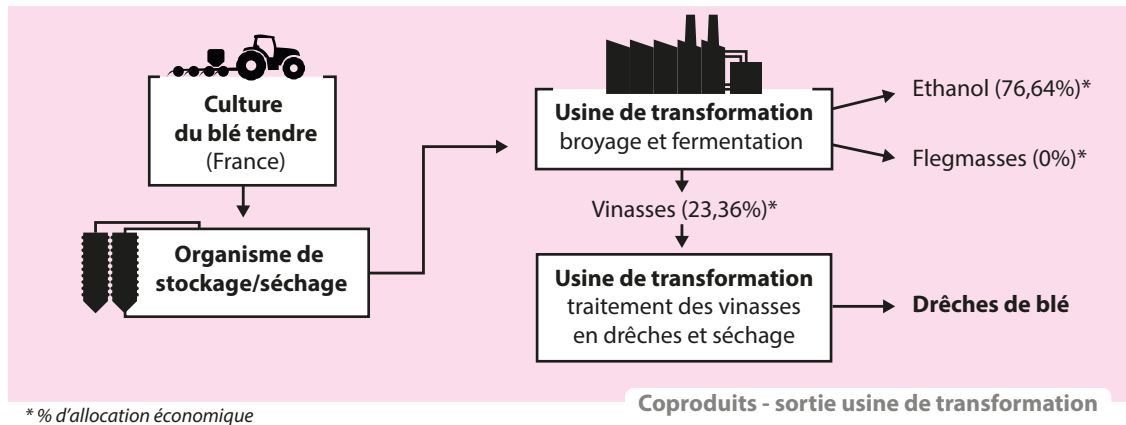 Culture
du blé tendre
(France)
Organisme de
stockage/séchage
Usine de transformation
broyage et fermentation
Ethanol (76,64%)*
Flegmasses (0%)*
Vinasses (23,36%)*
Usine de transformation
traitement des vinasses
en drêches et séchage
Drêches de blé
Coproduits - sortie usine de transformation
* % d’allocation économique